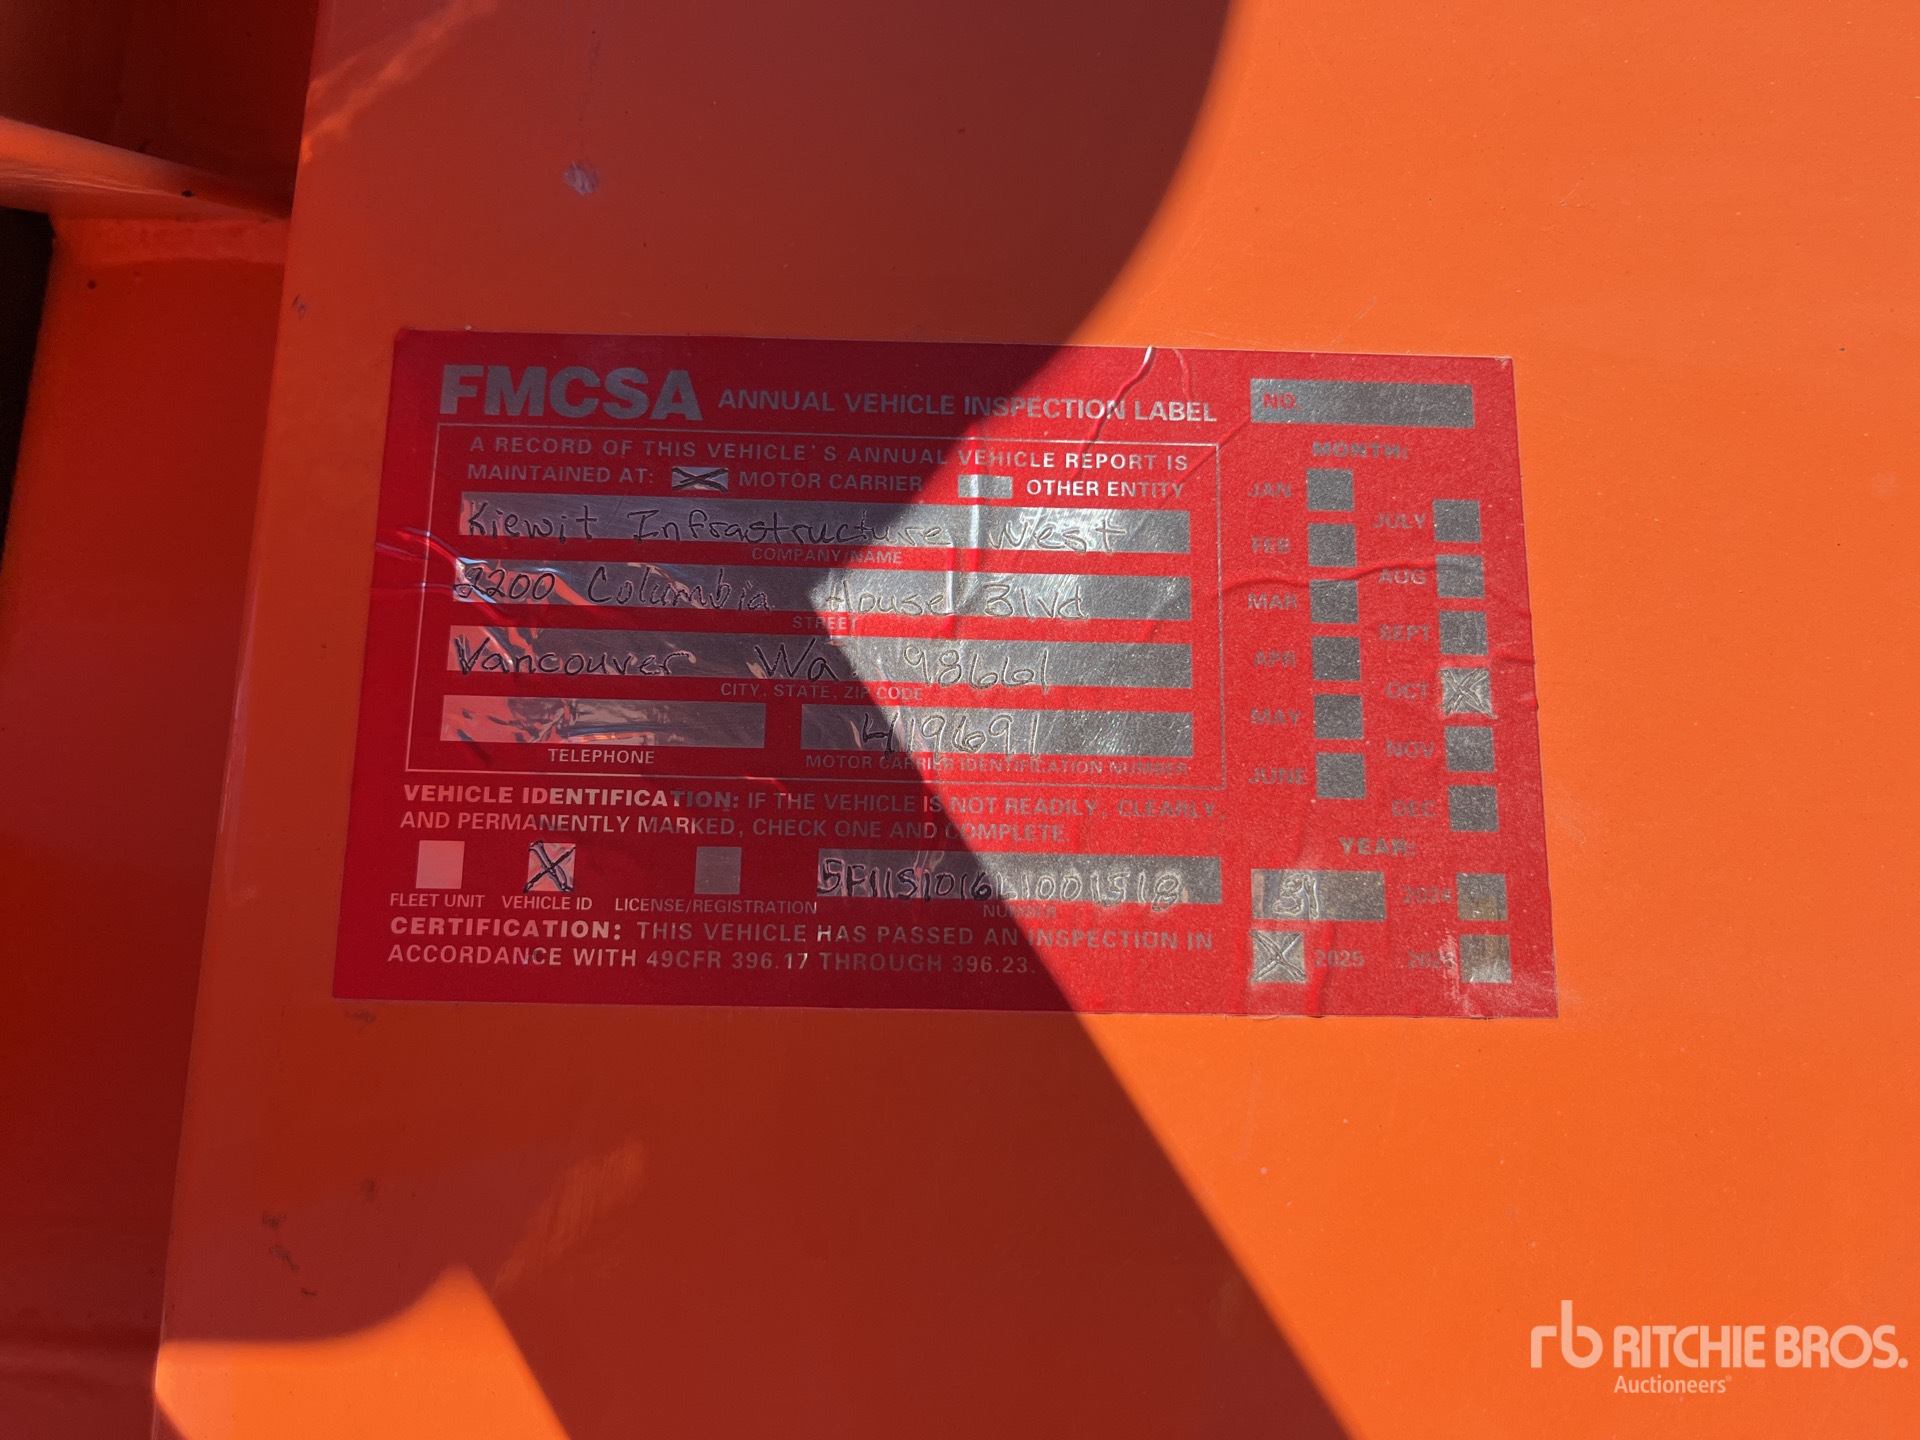 FMCSA ANNUAL VEHICLE INSPECTION LABEL
NO.
A RECORD OF THIS VEHICLE'S ANNUAL VEHICLE REPORT IS
MAINTAINED AT: MOTOR CARRIER OTHER ENTITY
Kiewit Infrastructure West
COMPANY NAME
2200 Columbia House Blvd
STREET
Vancouver Wa 98661
CITY, STATE, ZIP CODE
419691
TELEPHONE
MOTOR CARRIER IDENTIFICATION NUMBER
VEHICLE IDENTIFICATION: IF THE VEHICLE IS NOT READILY, CLEARLY,
AND PERMANENTLY MARKED, CHECK ONE AND COMPLETE.
FLEET UNIT VEHICLE ID LICENSE/REGISTRATION
NUMBER
CERTIFICATION: THIS VEHICLE HAS PASSED AN INSPECTION IN
ACCORDANCE WITH 49CFR 396.17 THROUGH 396.23.
MONTH:
JAN
FEB
MAR
APR
MAY
JUNE
JULY
AUG
SEPT
OCT
NOV
DEC
YEAR:
31 2024
2025
rb RITCHIE BROS.
Auctioneers